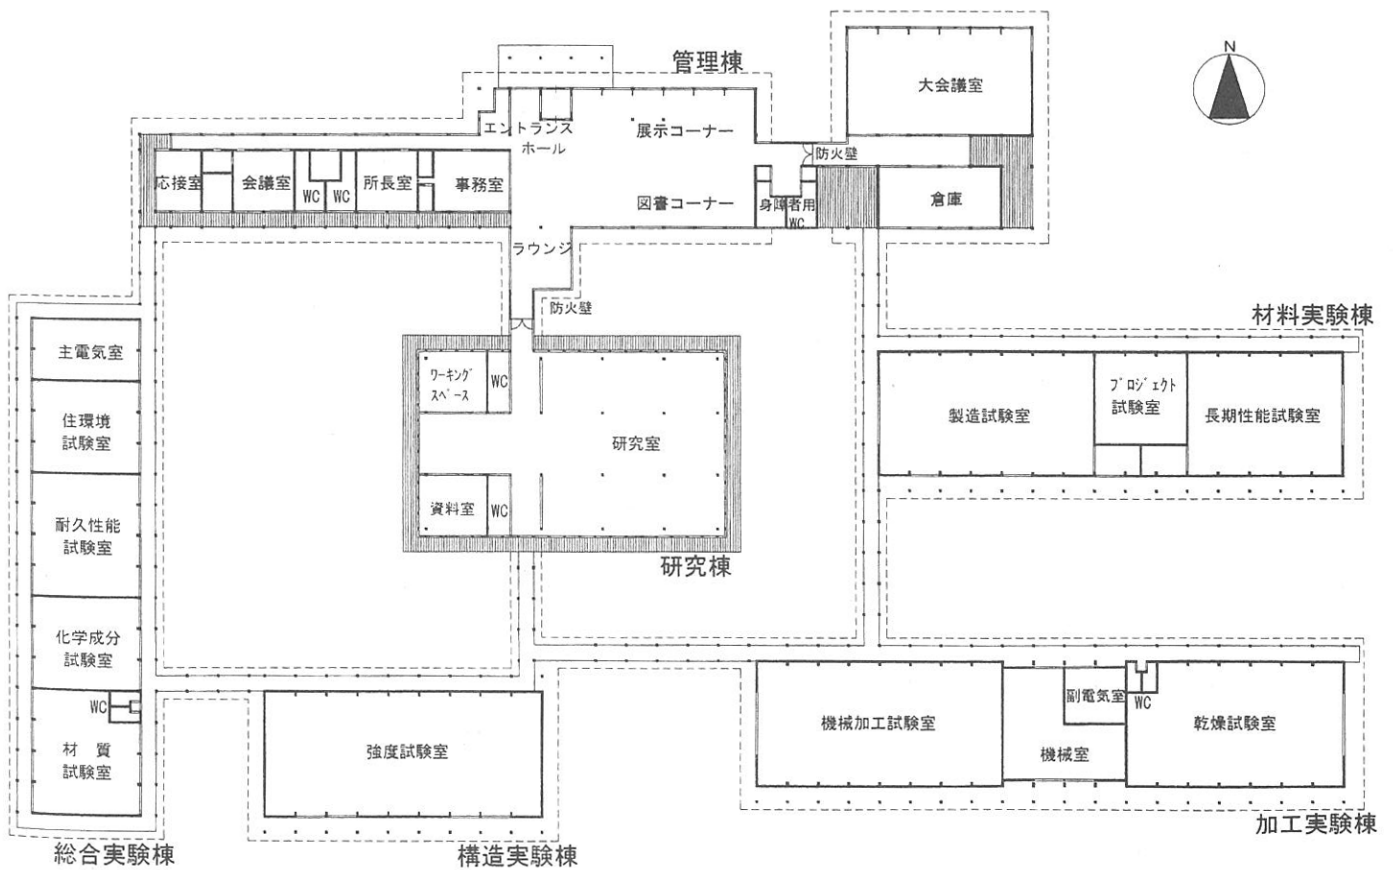 N
管理棟
大会議室
エントランス
ホール
展示コーナー
防火壁
応接室
会議室
WC
WC
所長室
事務室
図書コーナー
身障者用
WC
倉庫
ラウンジ
防火壁
材料実験棟
主電気室
ワーキング
スペース
WC
プロジェクト
試験室
住環境
試験室
研究室
製造試験室
長期性能試験室
資料室
WC
耐久性能
試験室
研究棟
化学成分
試験室
WC
材 質
試験室
強度試験室
機械加工試験室
副電気室
WC
機械室
乾燥試験室
加工実験棟
総合実験棟
構造実験棟